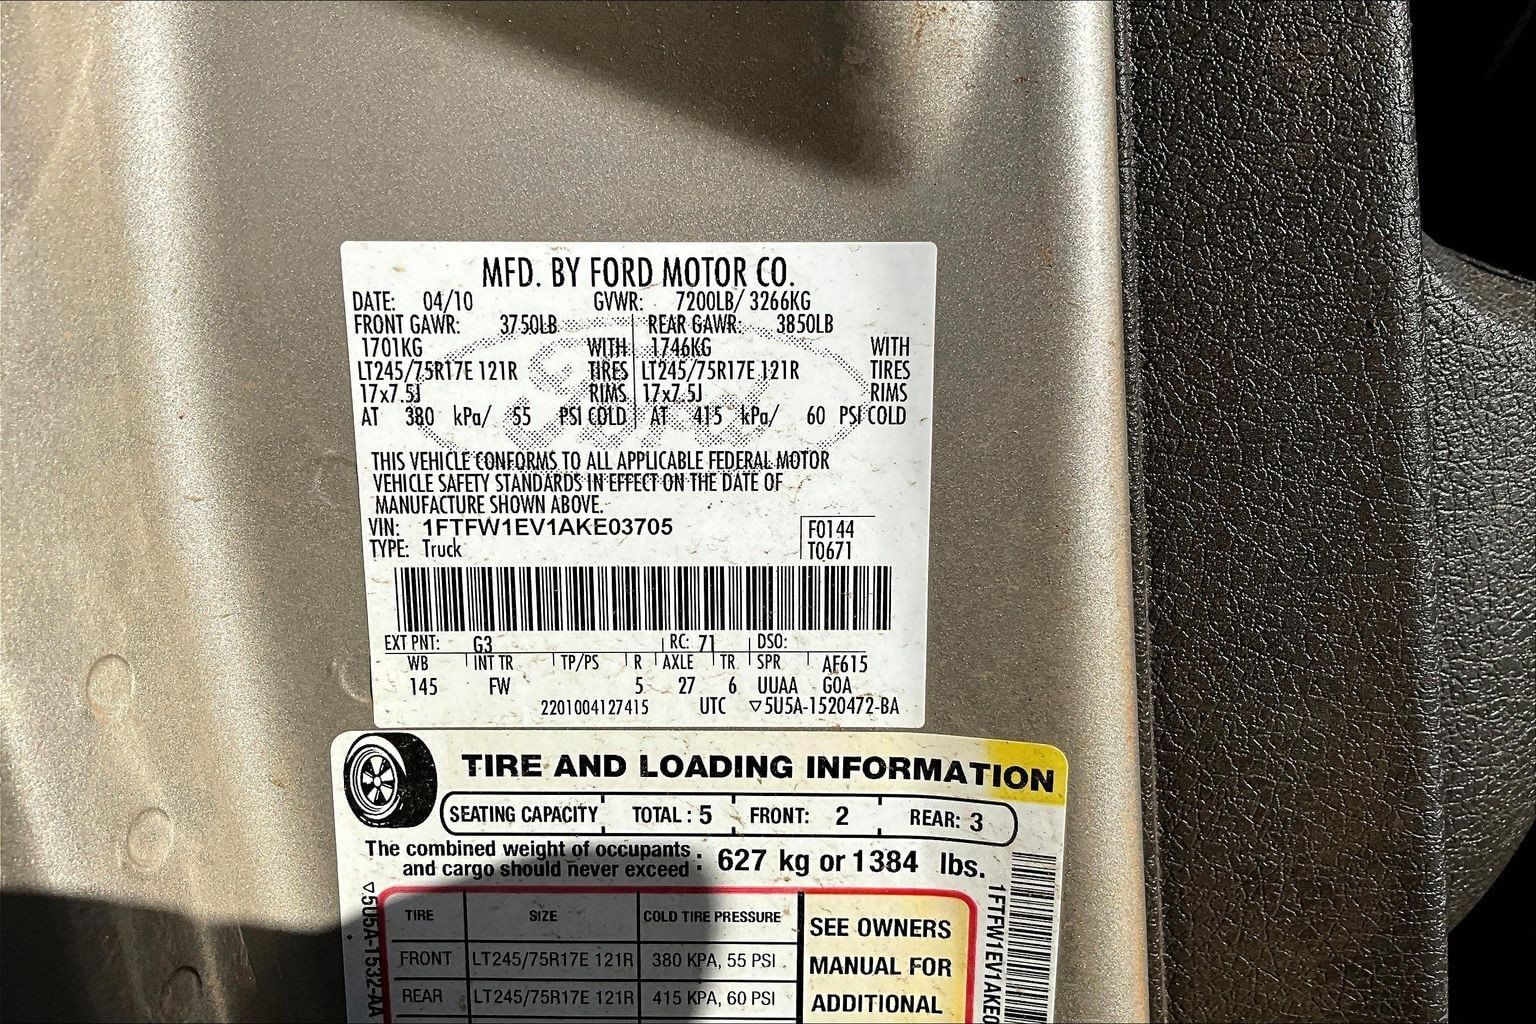 MFD. BY FORD MOTOR CO.
DATE: 04/10 GVWR: 7200LB/ 3266KG
FRONT GAWR: 3750LB REAR GAWR: 3850LB
1701KG WITH 1746KG WITH
LT245/75R17E 121R TIRES LT245/75R17E 121R TIRES
17x7.5J RIMS 17x7.5J RIMS
AT 380 kPa/ 55 PSI COLD AT 415 kPa/ 60 PSI COLD
THIS VEHICLE CONFORMS TO ALL APPLICABLE FEDERAL MOTOR
VEHICLE SAFETY STANDARDS IN EFFECT ON THE DATE OF
MANUFACTURE SHOWN ABOVE.
VIN: 1FTFW1EV1AKE03705 F0144
TYPE: Truck T0671
EXT PNT: G3 RC: 71 DSO:
WB INT TR TP/PS R AXLE TR SPR AF615
145 FW 5 27 6 UUAA GOA
2201004127415 UTC ▽5U5A-1520472-BA
TIRE AND LOADING INFORMATION
SEATING CAPACITY TOTAL : 5 FRONT: 2 REAR: 3
The combined weight of occupants
and cargo should never exceed : 627 kg or 1384 lbs.
TIRE SIZE COLD TIRE PRESSURE
FRONT LT245/75R17E 121R 380 KPA, 55 PSI
REAR LT245/75R17E 121R 415 KPA, 60 PSI
SEE OWNERS
MANUAL FOR
ADDITIONAL
▽5U5A-1532-AA
1FTFW1EV1AKE0